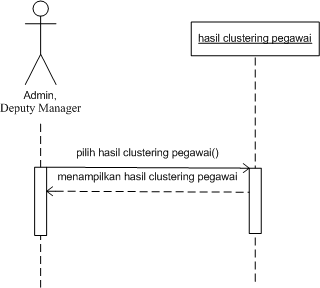 hasil clustering pegawai
Admin,
Deputy Manager
pilih hasil clustering pegawai()
menampilkan hasil clustering pegawai